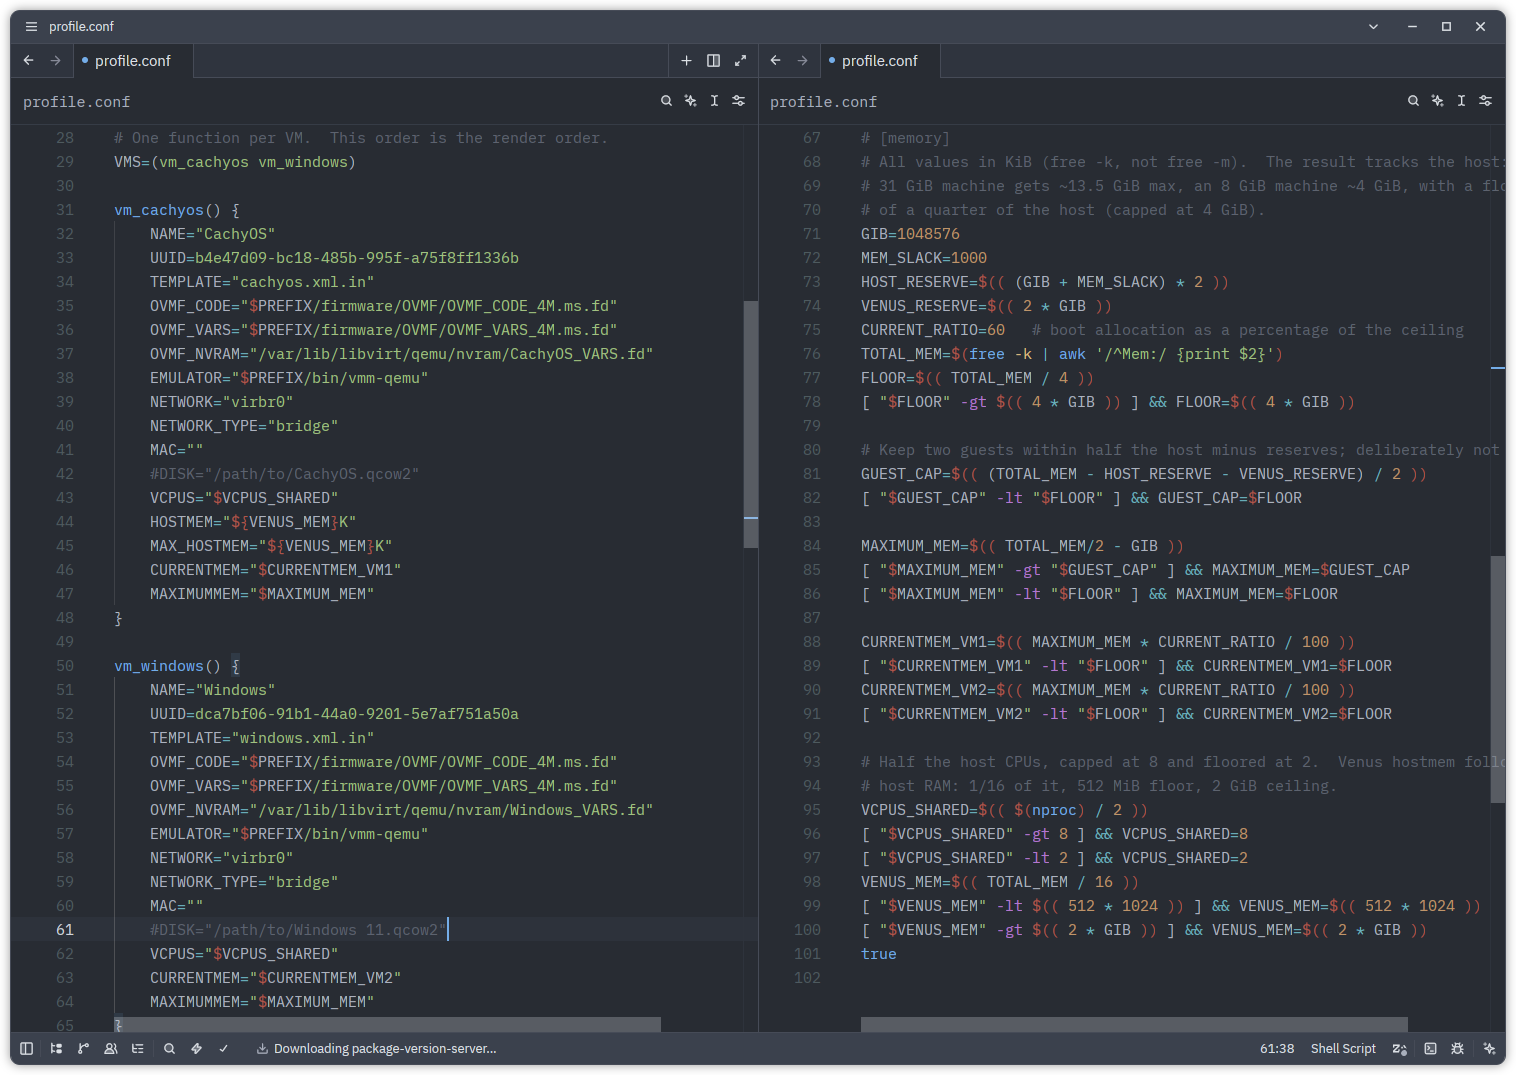 profile.conf
profile.conf
profile.conf
profile.conf
28 # One function per VM.  This order is the render order.
29 VMS=(vm_cachyos vm_windows)
30
31 vm_cachyos() {
32     NAME="CachyOS"
33     UUID=b4e47d09-bc18-485b-995f-a75f8ff1336b
34     TEMPLATE="cachyos.xml.in"
35     OVMF_CODE="$PREFIX/firmware/OVMF/OVMF_CODE_4M.ms.fd"
36     OVMF_VARS="$PREFIX/firmware/OVMF/OVMF_VARS_4M.ms.fd"
37     OVMF_NVRAM="/var/lib/libvirt/qemu/nvram/CachyOS_VARS.fd"
38     EMULATOR="$PREFIX/bin/vmm-qemu"
39     NETWORK="virbr0"
40     NETWORK_TYPE="bridge"
41     MAC=""
42     #DISK="/path/to/CachyOS.qcow2"
43     VCPUS="$VCPUS_SHARED"
44     HOSTMEM="${VENUS_MEM}K"
45     MAX_HOSTMEM="${VENUS_MEM}K"
46     CURRENTMEM="$CURRENTMEM_VM1"
47     MAXIMUMMEM="$MAXIMUM_MEM"
48 }
49
50 vm_windows() {
51     NAME="Windows"
52     UUID=dca7bf06-91b1-44a0-9201-5e7af751a50a
53     TEMPLATE="windows.xml.in"
54     OVMF_CODE="$PREFIX/firmware/OVMF/OVMF_CODE_4M.ms.fd"
55     OVMF_VARS="$PREFIX/firmware/OVMF/OVMF_VARS_4M.ms.fd"
56     OVMF_NVRAM="/var/lib/libvirt/qemu/nvram/Windows_VARS.fd"
57     EMULATOR="$PREFIX/bin/vmm-qemu"
58     NETWORK="virbr0"
59     NETWORK_TYPE="bridge"
60     MAC=""
61     #DISK="/path/to/Windows 11.qcow2"
62     VCPUS="$VCPUS_SHARED"
63     CURRENTMEM="$CURRENTMEM_VM2"
64     MAXIMUMMEM="$MAXIMUM_MEM"
65 }
profile.conf
67 # [memory]
68 # All values in KiB (free -k, not free -m).  The result tracks the host:
69 # 31 GiB machine gets ~13.5 GiB max, an 8 GiB machine ~4 GiB, with a flo
70 # of a quarter of the host (capped at 4 GiB).
71 GIB=1048576
72 MEM_SLACK=1000
73 HOST_RESERVE=$(( (GIB + MEM_SLACK) * 2 ))
74 VENUS_RESERVE=$(( 2 * GIB ))
75 CURRENT_RATIO=60   # boot allocation as a percentage of the ceiling
76 TOTAL_MEM=$(free -k | awk '/^Mem:/ {print $2}')
77 FLOOR=$(( TOTAL_MEM / 4 ))
78 [ "$FLOOR" -gt $(( 4 * GIB )) ] && FLOOR=$(( 4 * GIB ))
79
80 # Keep two guests within half the host minus reserves; deliberately not
81 GUEST_CAP=$(( (TOTAL_MEM - HOST_RESERVE - VENUS_RESERVE) / 2 ))
82 [ "$GUEST_CAP" -lt "$FLOOR" ] && GUEST_CAP=$FLOOR
83
84 MAXIMUM_MEM=$(( TOTAL_MEM/2 - GIB ))
85 [ "$MAXIMUM_MEM" -gt "$GUEST_CAP" ] && MAXIMUM_MEM=$GUEST_CAP
86 [ "$MAXIMUM_MEM" -lt "$FLOOR" ] && MAXIMUM_MEM=$FLOOR
87
88 CURRENTMEM_VM1=$(( MAXIMUM_MEM * CURRENT_RATIO / 100 ))
89 [ "$CURRENTMEM_VM1" -lt "$FLOOR" ] && CURRENTMEM_VM1=$FLOOR
90 CURRENTMEM_VM2=$(( MAXIMUM_MEM * CURRENT_RATIO / 100 ))
91 [ "$CURRENTMEM_VM2" -lt "$FLOOR" ] && CURRENTMEM_VM2=$FLOOR
92
93 # Half the host CPUs, capped at 8 and floored at 2.  Venus hostmem follo
94 # host RAM: 1/16 of it, 512 MiB floor, 2 GiB ceiling.
95 VCPUS_SHARED=$(( $(nproc) / 2 ))
96 [ "$VCPUS_SHARED" -gt 8 ] && VCPUS_SHARED=8
97 [ "$VCPUS_SHARED" -lt 2 ] && VCPUS_SHARED=2
98 VENUS_MEM=$(( TOTAL_MEM / 16 ))
99 [ "$VENUS_MEM" -lt $(( 512 * 1024 )) ] && VENUS_MEM=$(( 512 * 1024 ))
100 [ "$VENUS_MEM" -gt $(( 2 * GIB )) ] && VENUS_MEM=$(( 2 * GIB ))
101 true
102
Downloading package-version-server...
61:38
Shell Script